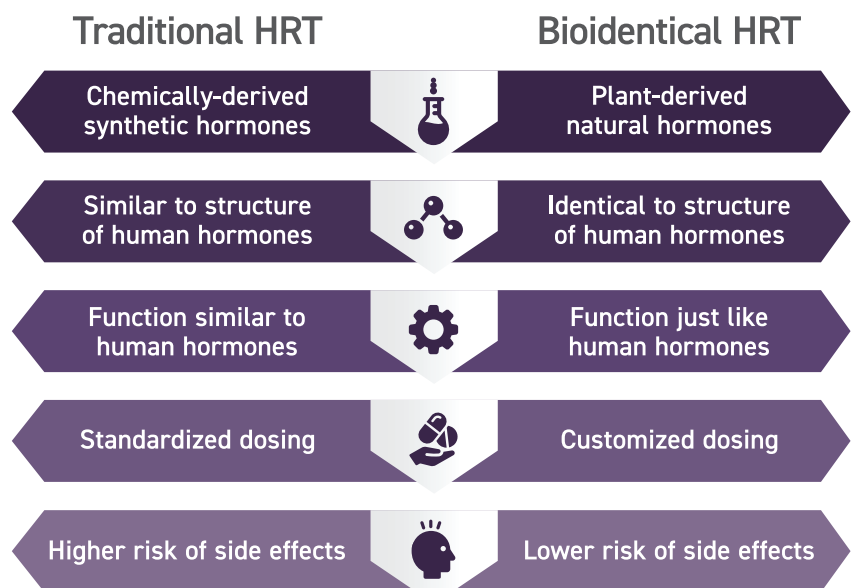 Traditional HRT
Bioidentical HRT
Chemically-derived
synthetic hormones
Plant-derived
natural hormones
Similar to structure
of human hormones
Identical to structure
of human hormones
Function similar to
human hormones
Function just like
human hormones
Standardized dosing
Customized dosing
Higher risk of side effects
Lower risk of side effects